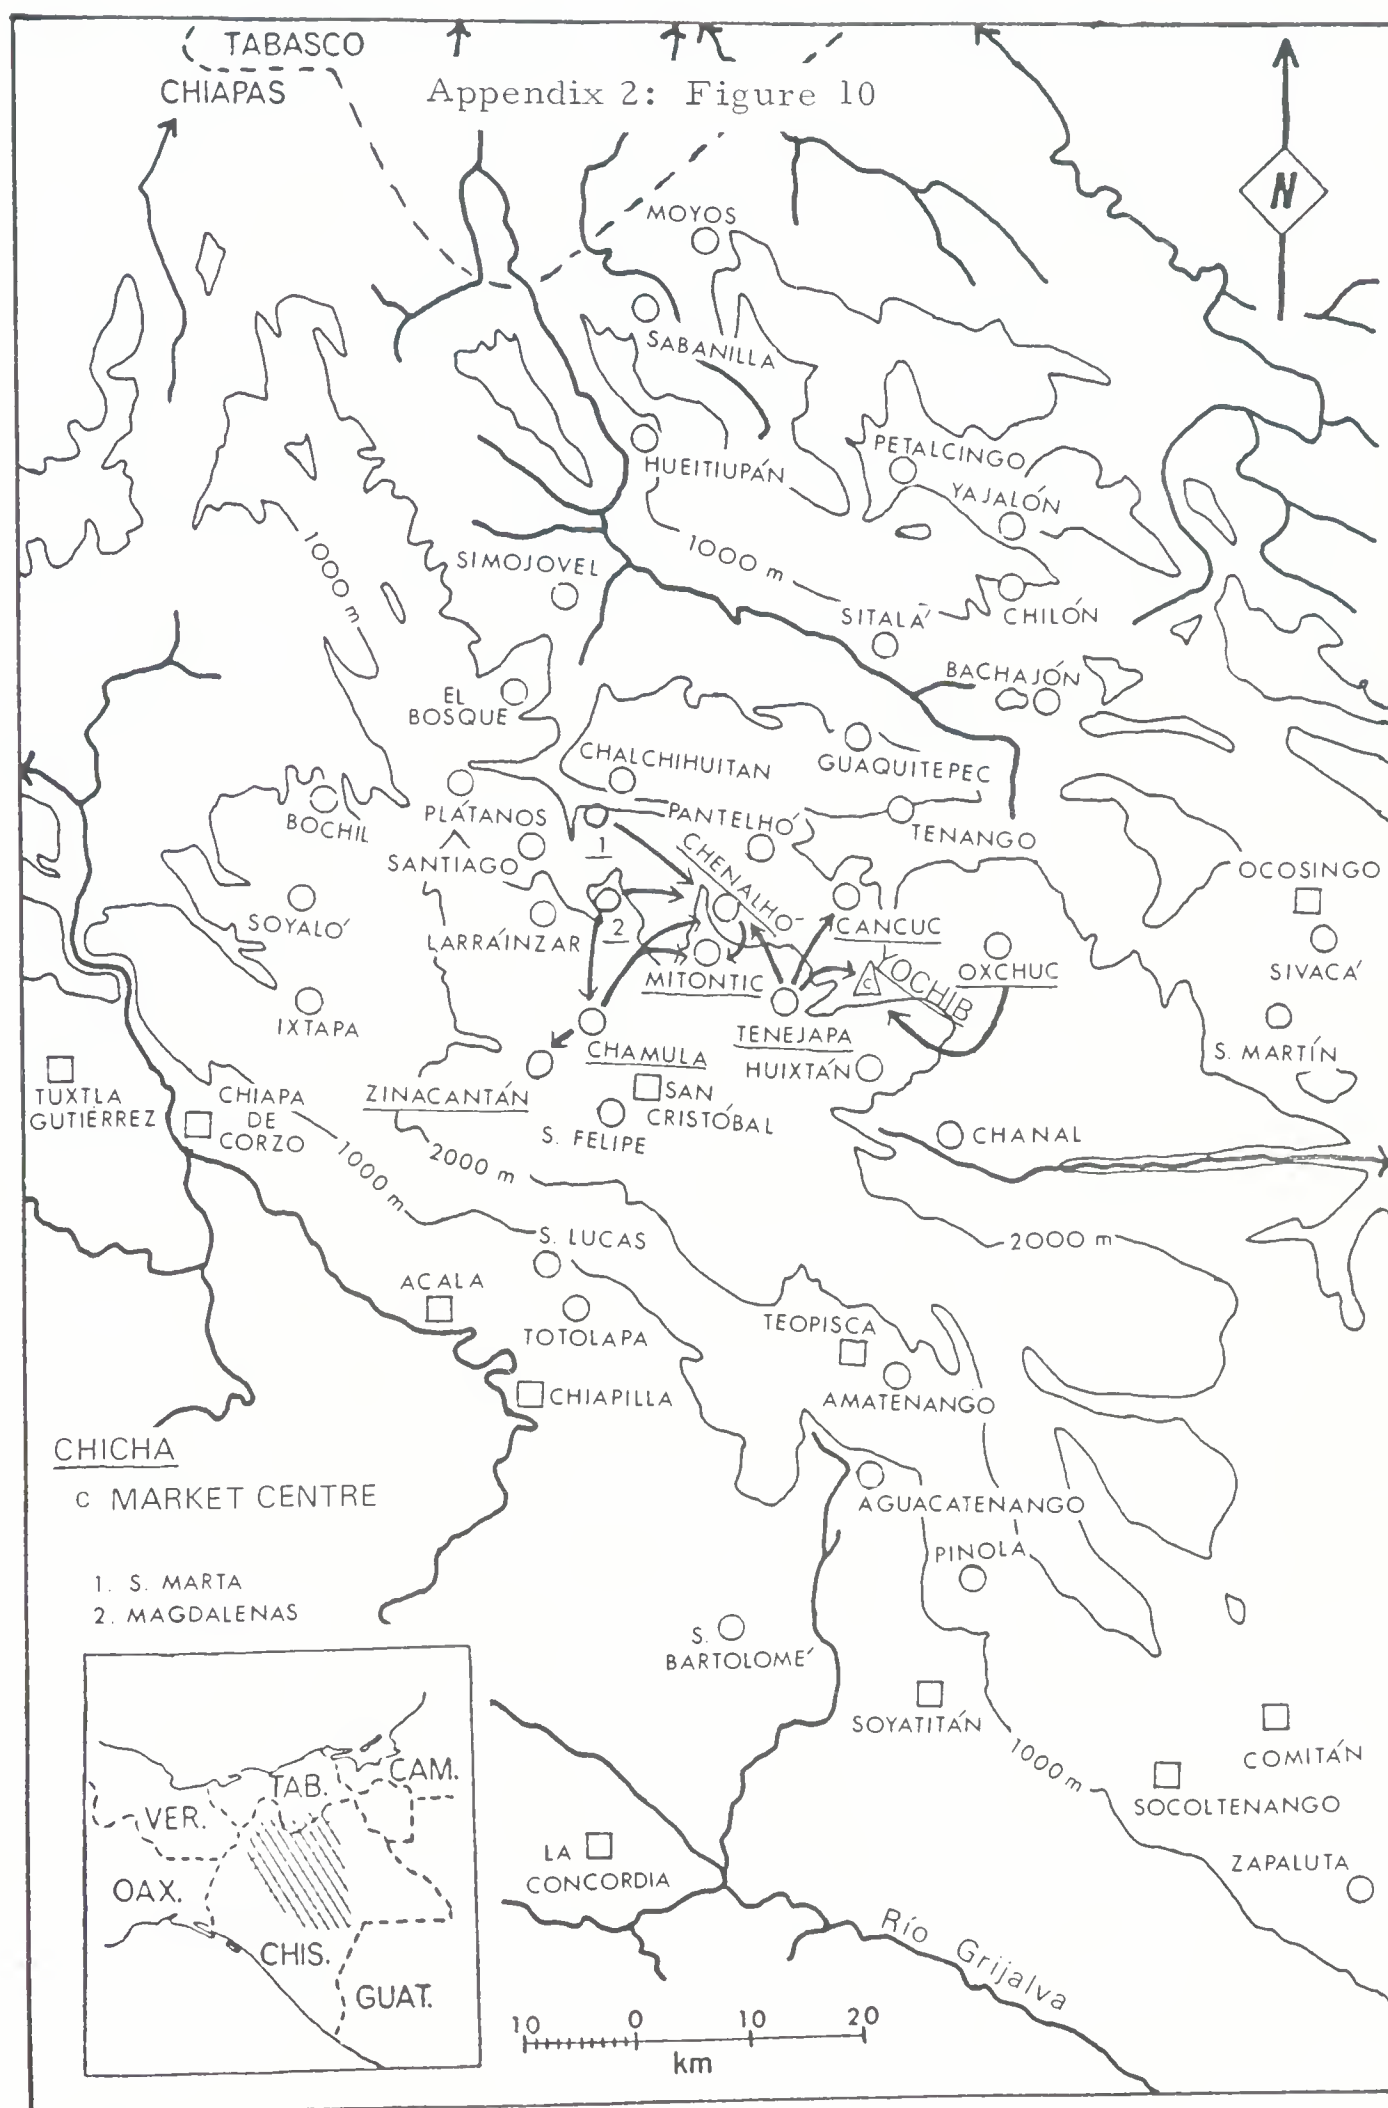 TABASCO
CHIAPAS
Appendix 2: Figure 10
N
MOYOS
SABANILLA
HUEITIUPÁN
PETALCINGO
YAJALÓN
1000 m
1000 m
SIMOJOVEL
SITALÁ
CHILÓN
BACHAJÓN
EL
BOSQUE
CHALCHIHUITAN
GUAQUITEPEC
BOCHIL
PLÁTANOS
PANTELHÓ
TENANGO
1
SANTIAGO
CHENALHO
OCOSINGO
SOYALÓ
LARRAÍNZAR
2
CANCUC
MITONTIC
C
YOCHIB
OXCHUC
SIVACÁ
IXTAPA
CHAMULA
TENEJAPA
HUIXTÁN
S. MARTÍN
TUXTLA
GUTIÉRREZ
CHIAPA
DE
CORZO
ZINACANTÁN
SAN
CRISTÓBAL
S. FELIPE
CHANAL
1000 m
2000 m
2000 m
S. LUCAS
ACALA
TOTOLAPA
TEOPISCA
CHIAPILLA
AMATENANGO
CHICHA
C MARKET CENTRE
AGUACATENANGO
PINOLA
1. S. MARTA
2. MAGDALENAS
S.
BARTOLOMÉ
SOYATITÁN
1000 m
COMITÁN
SOCOLTENANGO
ZAPALUTA
LA
CONCORDIA
Río Grijalva
VER.
TAB.
CAM.
OAX.
CHIS.
GUAT.
10 0 10 20
km